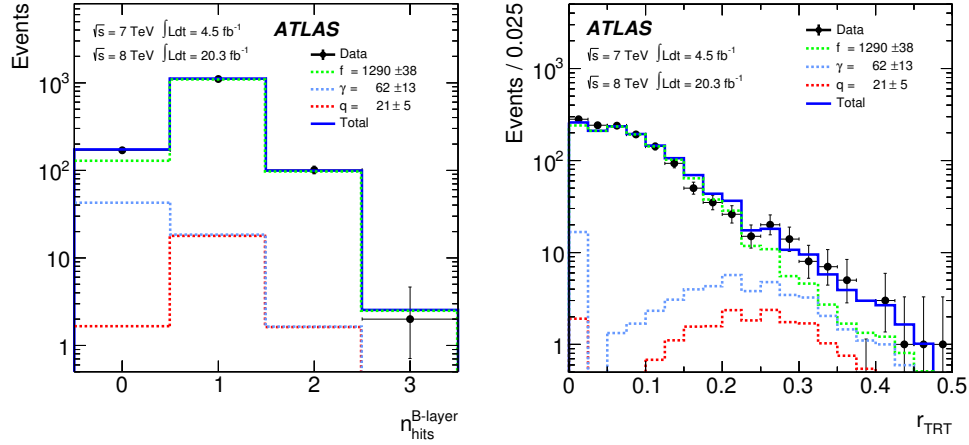 Events
10³
10²
10
1
√s = 7 TeV ∫Ldt = 4.5 fb⁻¹
√s = 8 TeV ∫Ldt = 20.3 fb⁻¹
ATLAS
Data
f = 1290 ±38
γ = 62 ±13
q = 21 ± 5
Total
0 1 2 3
n_hits^B-layer
Events / 0.025
10³
10²
10
1
ATLAS
√s = 7 TeV ∫Ldt = 4.5 fb⁻¹
√s = 8 TeV ∫Ldt = 20.3 fb⁻¹
Data
f = 1290 ±38
γ = 62 ±13
q = 21 ± 5
Total
0 0.1 0.2 0.3 0.4 0.5
r_TRT